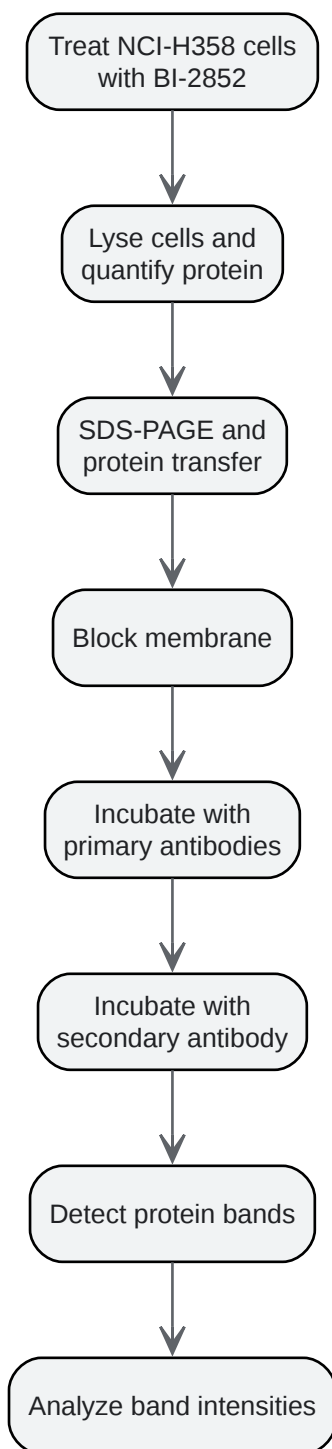 Treat NCI-H358 cells
with BI-2852
Lyse cells and
quantify protein
SDS-PAGE and
protein transfer
Block membrane
Incubate with
primary antibodies
Incubate with
secondary antibody
Detect protein bands
Analyze band intensities